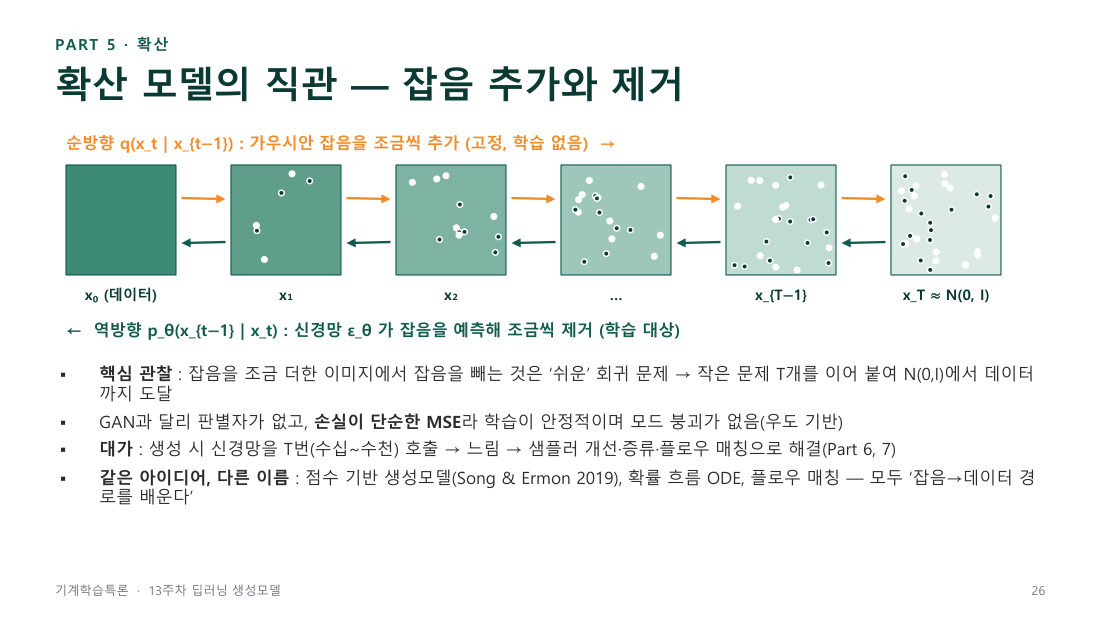 PART 5 · 확산
확산 모델의 직관 — 잡음 추가와 제거
순방향 q(x_t | x_{t−1}) : 가우시안 잡음을 조금씩 추가 (고정, 학습 없음) →
x₀ (데이터) x₁ x₂ … x_{T−1} x_T ≈ N(0, I)
← 역방향 p_θ(x_{t−1} | x_t) : 신경망 ε_θ 가 잡음을 예측해 조금씩 제거 (학습 대상)
▪ 핵심 관찰 : 잡음을 조금 더한 이미지에서 잡음을 빼는 것은 ‘쉬운’ 회귀 문제 → 작은 문제 T개를 이어 붙여 N(0,I)에서 데이터
까지 도달
▪ GAN과 달리 판별자가 없고, 손실이 단순한 MSE라 학습이 안정적이며 모드 붕괴가 없음(우도 기반)
▪ 대가 : 생성 시 신경망을 T번(수십~수천) 호출 → 느림 → 샘플러 개선·증류·플로우 매칭으로 해결(Part 6, 7)
▪ 같은 아이디어, 다른 이름 : 점수 기반 생성모델(Song & Ermon 2019), 확률 흐름 ODE, 플로우 매칭 — 모두 ‘잡음→데이터 경
로를 배운다’
기계학습특론 · 13주차 딥러닝 생성모델 26